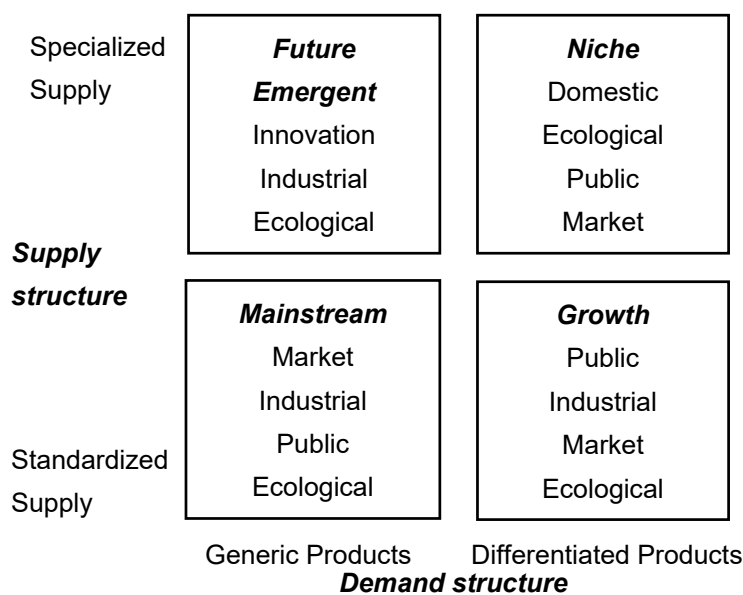 Specialized
Supply
Future
Emergent
Innovation
Industrial
Ecological
Niche
Domestic
Ecological
Public
Market
Supply
structure
Mainstream
Market
Industrial
Public
Ecological
Growth
Public
Industrial
Market
Ecological
Standardized
Supply
Generic Products
Differentiated Products
Demand structure